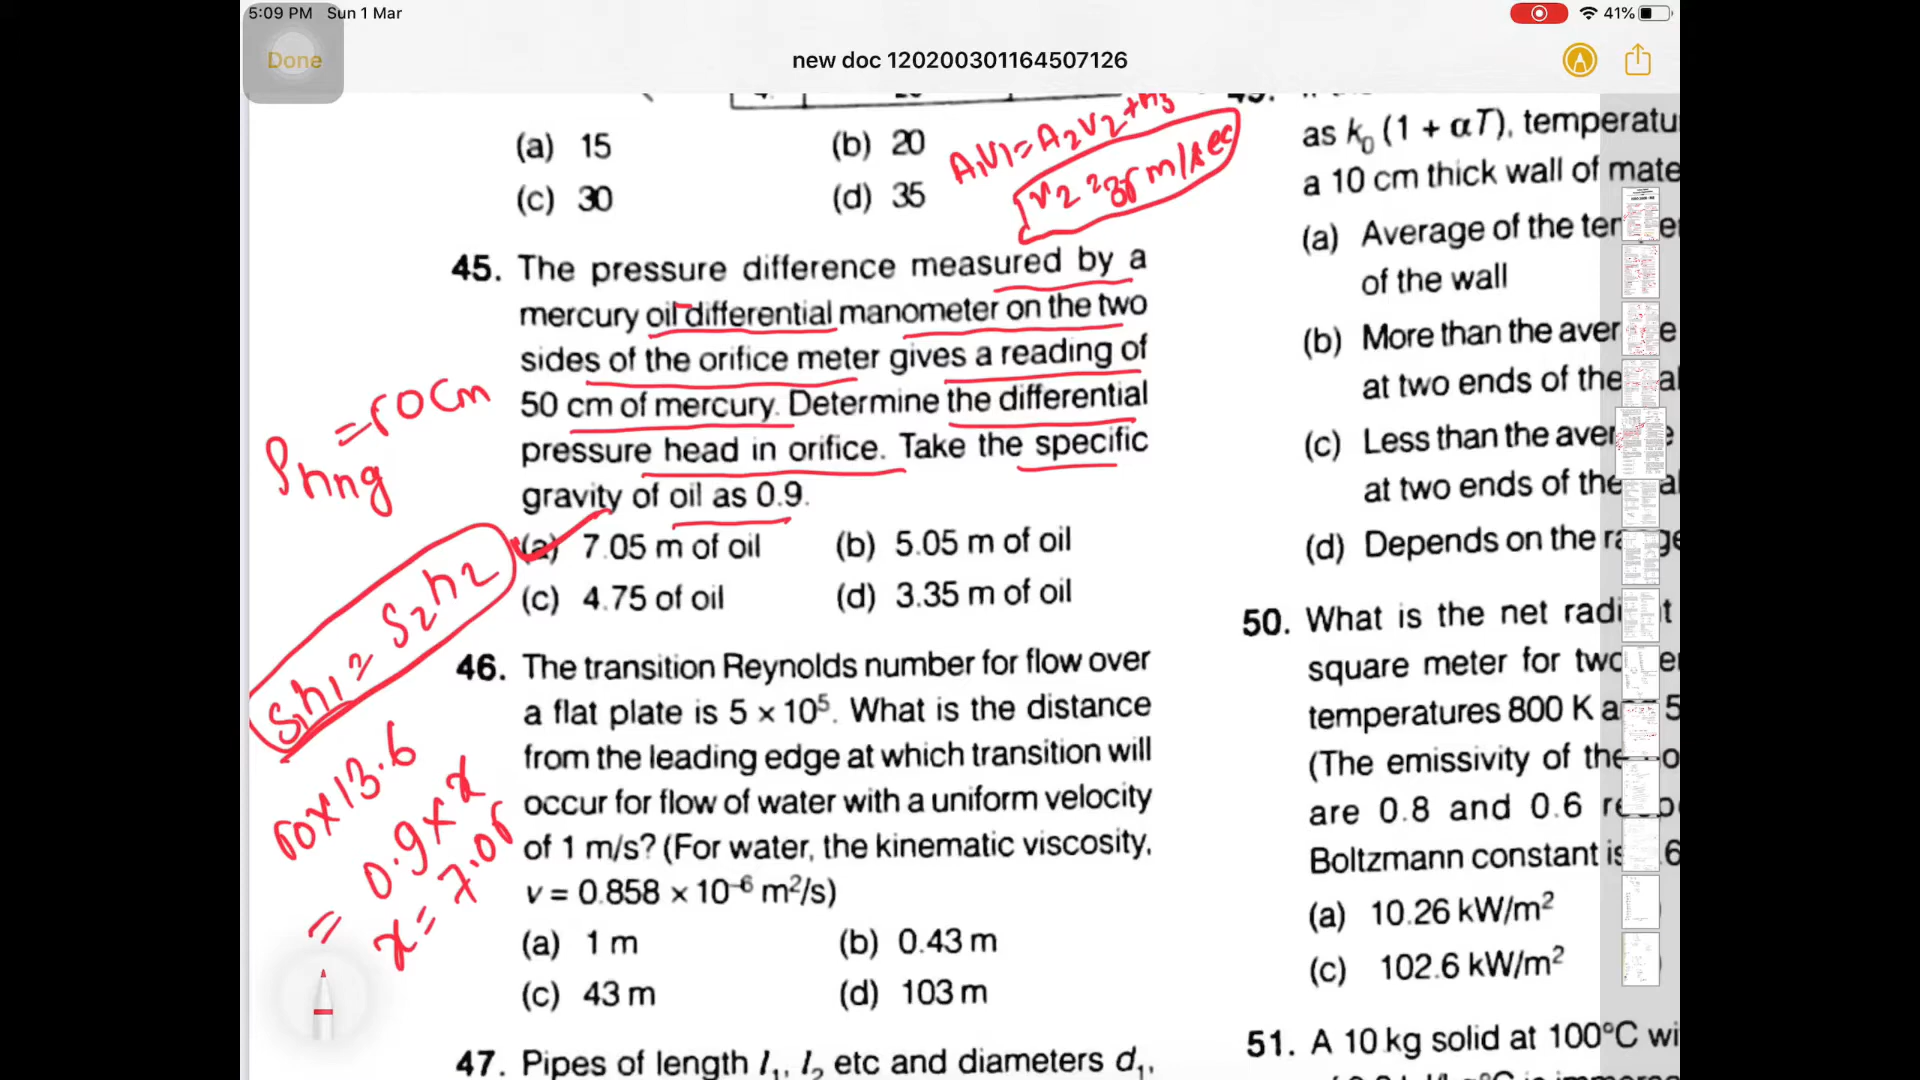 5:09 PM Sun 1 Mar
41%
Done
new doc 120200301164507126
(a) 15
(b) 20
(c) 30
(d) 35
A1V1=A2V2+A3
45. The pressure difference measured by a
mercury oil differential manometer on the two
sides of the orifice meter gives a reading of
50 cm of mercury. Determine the differential
pressure head in orifice. Take the specific
gravity of oil as 0.9.
(a) 7.05 m of oil
(b) 5.05 m of oil
(c) 4.75 of oil
(d) 3.35 m of oil
S1h1 = S2h2
50×13.6
= 0.9×x
x = 7.05
46. The transition Reynolds number for flow over
a flat plate is 5 × 10⁵. What is the distance
from the leading edge at which transition will
occur for flow of water with a uniform velocity
of 1 m/s? (For water, the kinematic viscosity,
v = 0.858 × 10⁻⁶ m²/s)
(a) 1 m
(b) 0.43 m
(c) 43 m
(d) 103 m
47. Pipes of length l₁, l₂ etc and diameters d₁,
as k₀ (1 + αT), temperatu
a 10 cm thick wall of mate
(a) Average of the
of the wall
(b) More than the
at two ends of the
(c) Less than the
at two ends of the
(d) Depends on the
50. What is the net
square meter for
temperatures 800 K
(The emissivity of
are 0.8 and 0.6
Boltzmann constant
(a) 10.26 kW/m²
(c) 102.6 kW/m²
51. A 10 kg solid at 100°C wi